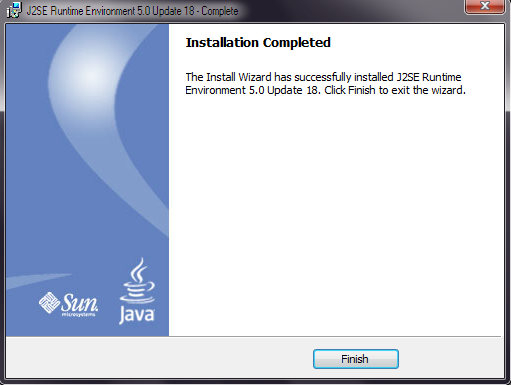 J2SE Runtime Environment 5.0 Update 18 - Complete
Installation Completed
The Install Wizard has successfully installed J2SE Runtime
Environment 5.0 Update 18. Click Finish to exit the wizard.
Sun
microsystems
Java
Finish